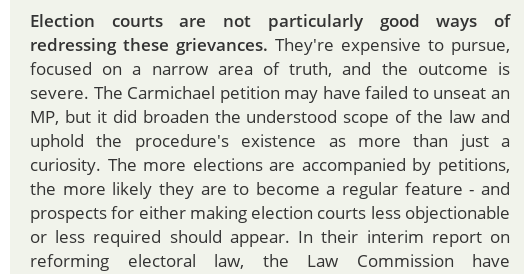 Election courts are not particularly good ways of
redressing these grievances. They're expensive to pursue,
focused on a narrow area of truth, and the outcome is
severe. The Carmichael petition may have failed to unseat an
MP, but it did broaden the understood scope of the law and
uphold the procedure's existence as more than just a
curiosity. The more elections are accompanied by petitions,
the more likely they are to become a regular feature - and
prospects for either making election courts less objectionable
or less required should appear. In their interim report on
reforming electoral law, the Law Commission have